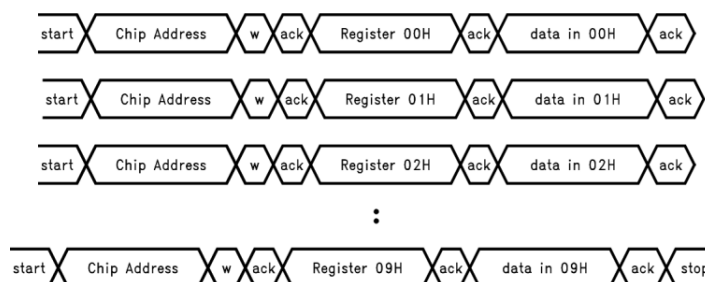 start Chip Address w ack Register 00H ack data in 00H ack
start Chip Address w ack Register 01H ack data in 01H ack
start Chip Address w ack Register 02H ack data in 02H ack
:
start Chip Address w ack Register 09H ack data in 09H ack stop